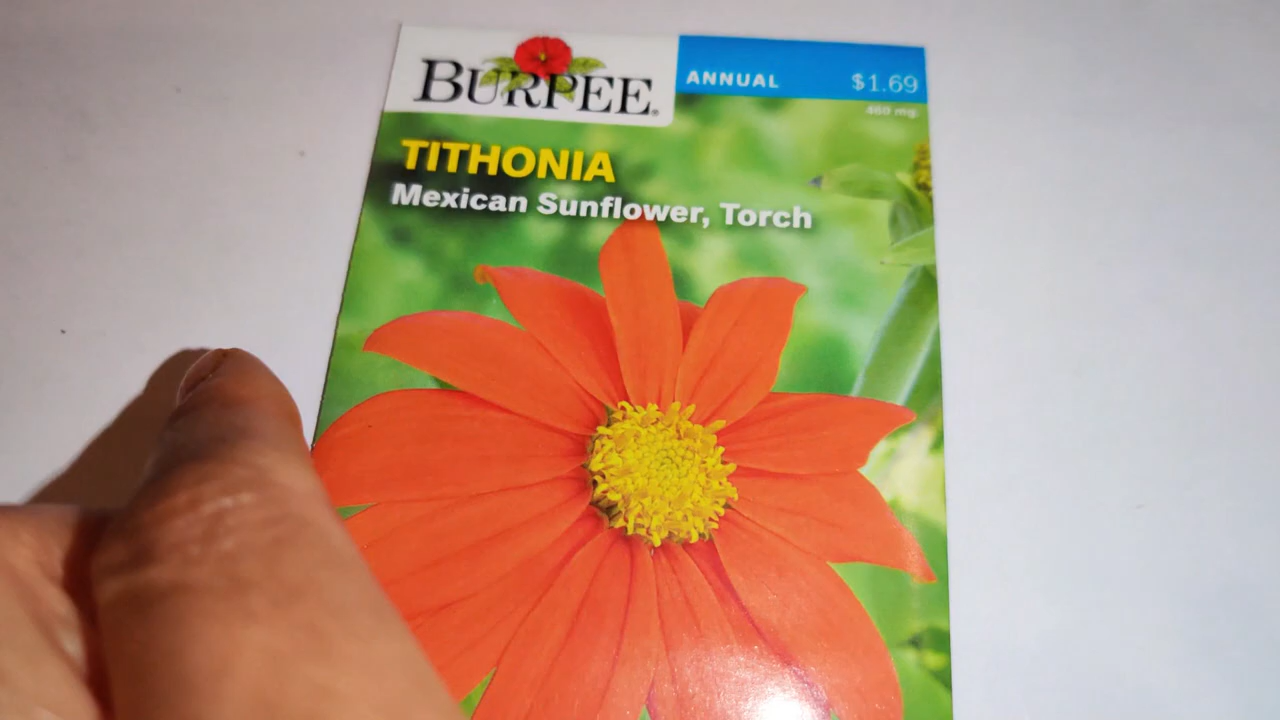 BURPEE®
ANNUAL $1.69
460 mg.
TITHONIA
Mexican Sunflower, Torch